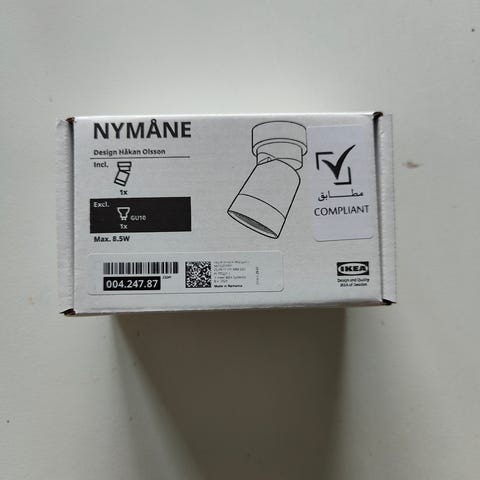 NYMÅNE
Design Håkan Olsson
Incl.
1x
Excl.
GU10
1x
Max. 8.5W
004.247.87
مطابق
COMPLIANT
IKEA
Design and Quality
IKEA of Sweden